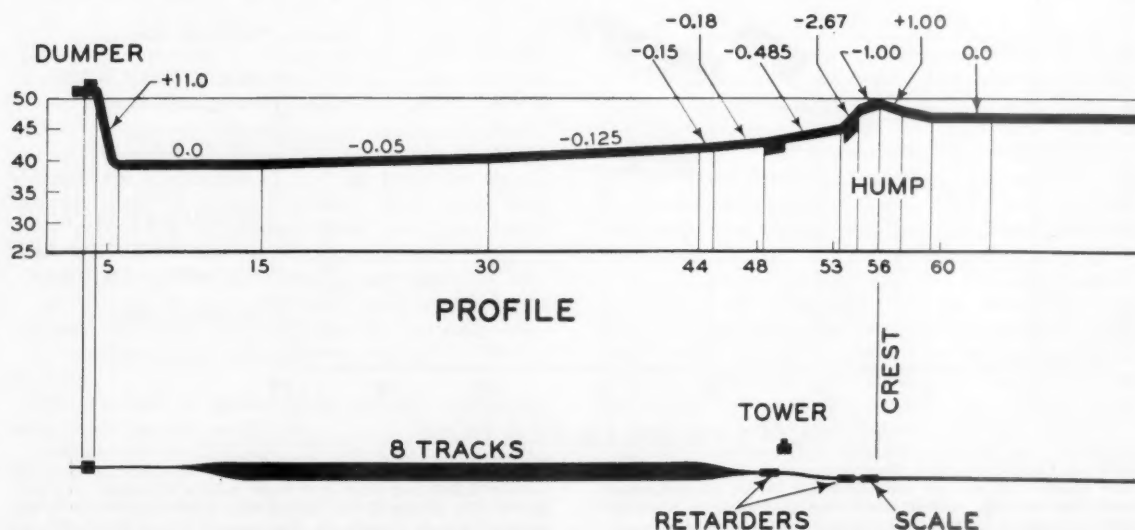 -0.18 -2.67 +1.00
DUMPER -0.15 -0.485 -1.00 0.0
+11.0
50
45
40
35
30
25
0.0 -0.05 -0.125
HUMP
5 15 30 44 48 53 56 60
PROFILE
CREST
TOWER
8 TRACKS
RETARDERS SCALE